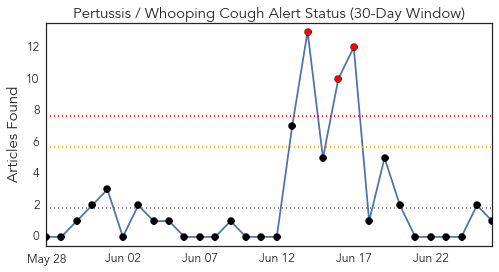 Pertussis / Whooping Cough Alert Status (30-Day Window)
Articles Found
12
10
8
6
4
2
0
May 28
Jun 02
Jun 07
Jun 12
Jun 17
Jun 22